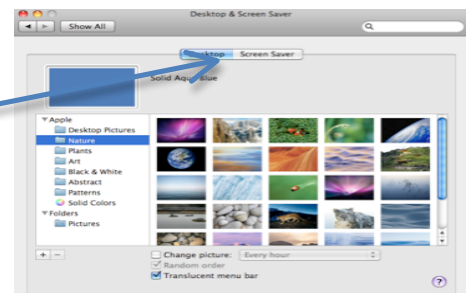 Desktop & Screen Saver
Show All
Desktop Screen Saver
Solid Aqua Blue
Apple
Desktop Pictures
Nature
Plants
Art
Black & White
Abstract
Patterns
Solid Colors
Folders
Pictures
+ -
Change picture: Every hour
Random order
Translucent menu bar
?